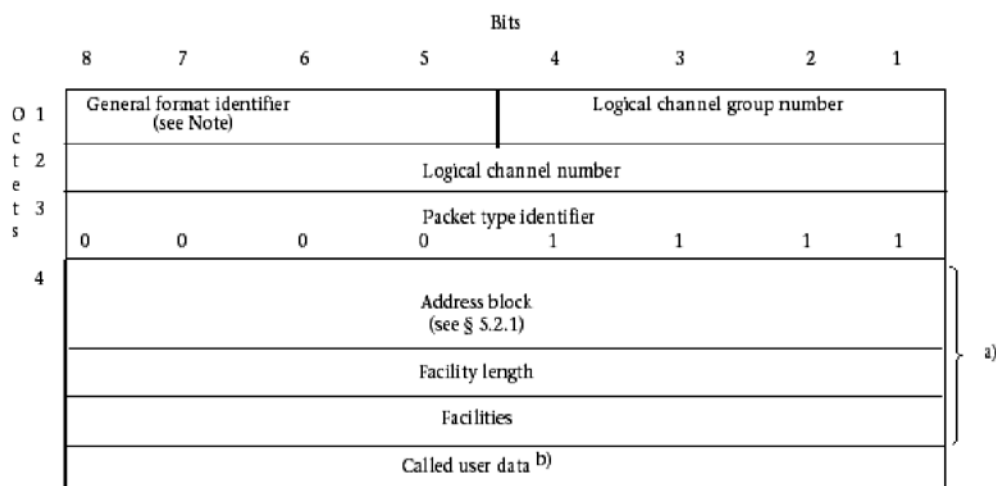 Bits
8 7 6 5 4 3 2 1
Octets
1 General format identifier Logical channel group number
(see Note)
2 Logical channel number
3 Packet type identifier
0 0 0 0 1 1 1 1
4
Address block
(see § 5.2.1)
a)
Facility length
Facilities
Called user data b)